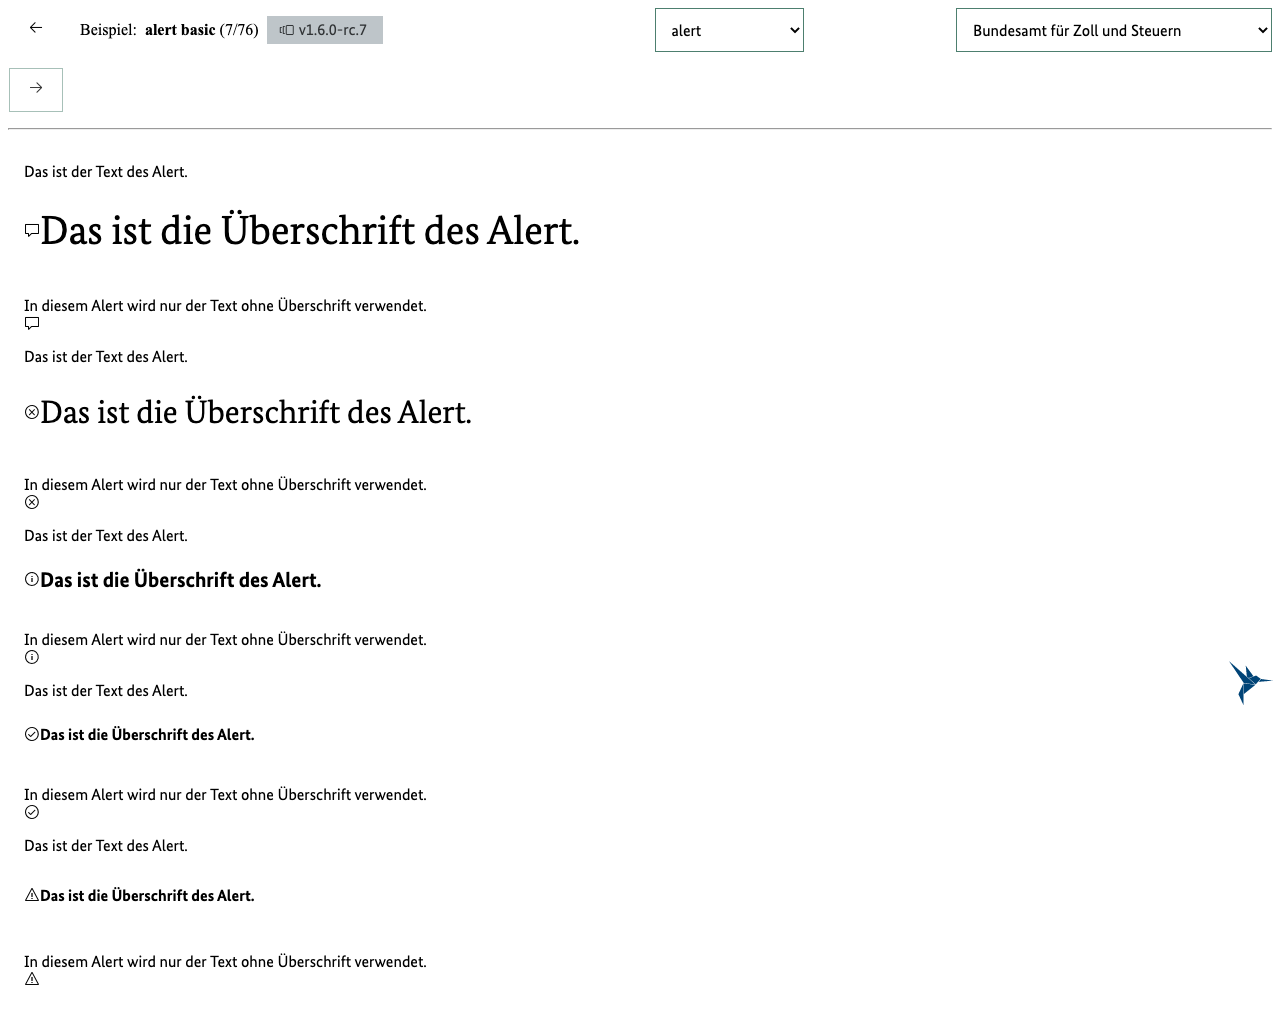 Beispiel: alert basic (7/76) v1.6.0-rc.7 alert Bundesamt für Zoll und Steuern
Das ist der Text des Alert.
Das ist die Überschrift des Alert.
In diesem Alert wird nur der Text ohne Überschrift verwendet.
Das ist der Text des Alert.
Das ist die Überschrift des Alert.
In diesem Alert wird nur der Text ohne Überschrift verwendet.
Das ist der Text des Alert.
Das ist die Überschrift des Alert.
In diesem Alert wird nur der Text ohne Überschrift verwendet.
Das ist der Text des Alert.
Das ist die Überschrift des Alert.
In diesem Alert wird nur der Text ohne Überschrift verwendet.
Das ist der Text des Alert.
Das ist die Überschrift des Alert.
In diesem Alert wird nur der Text ohne Überschrift verwendet.